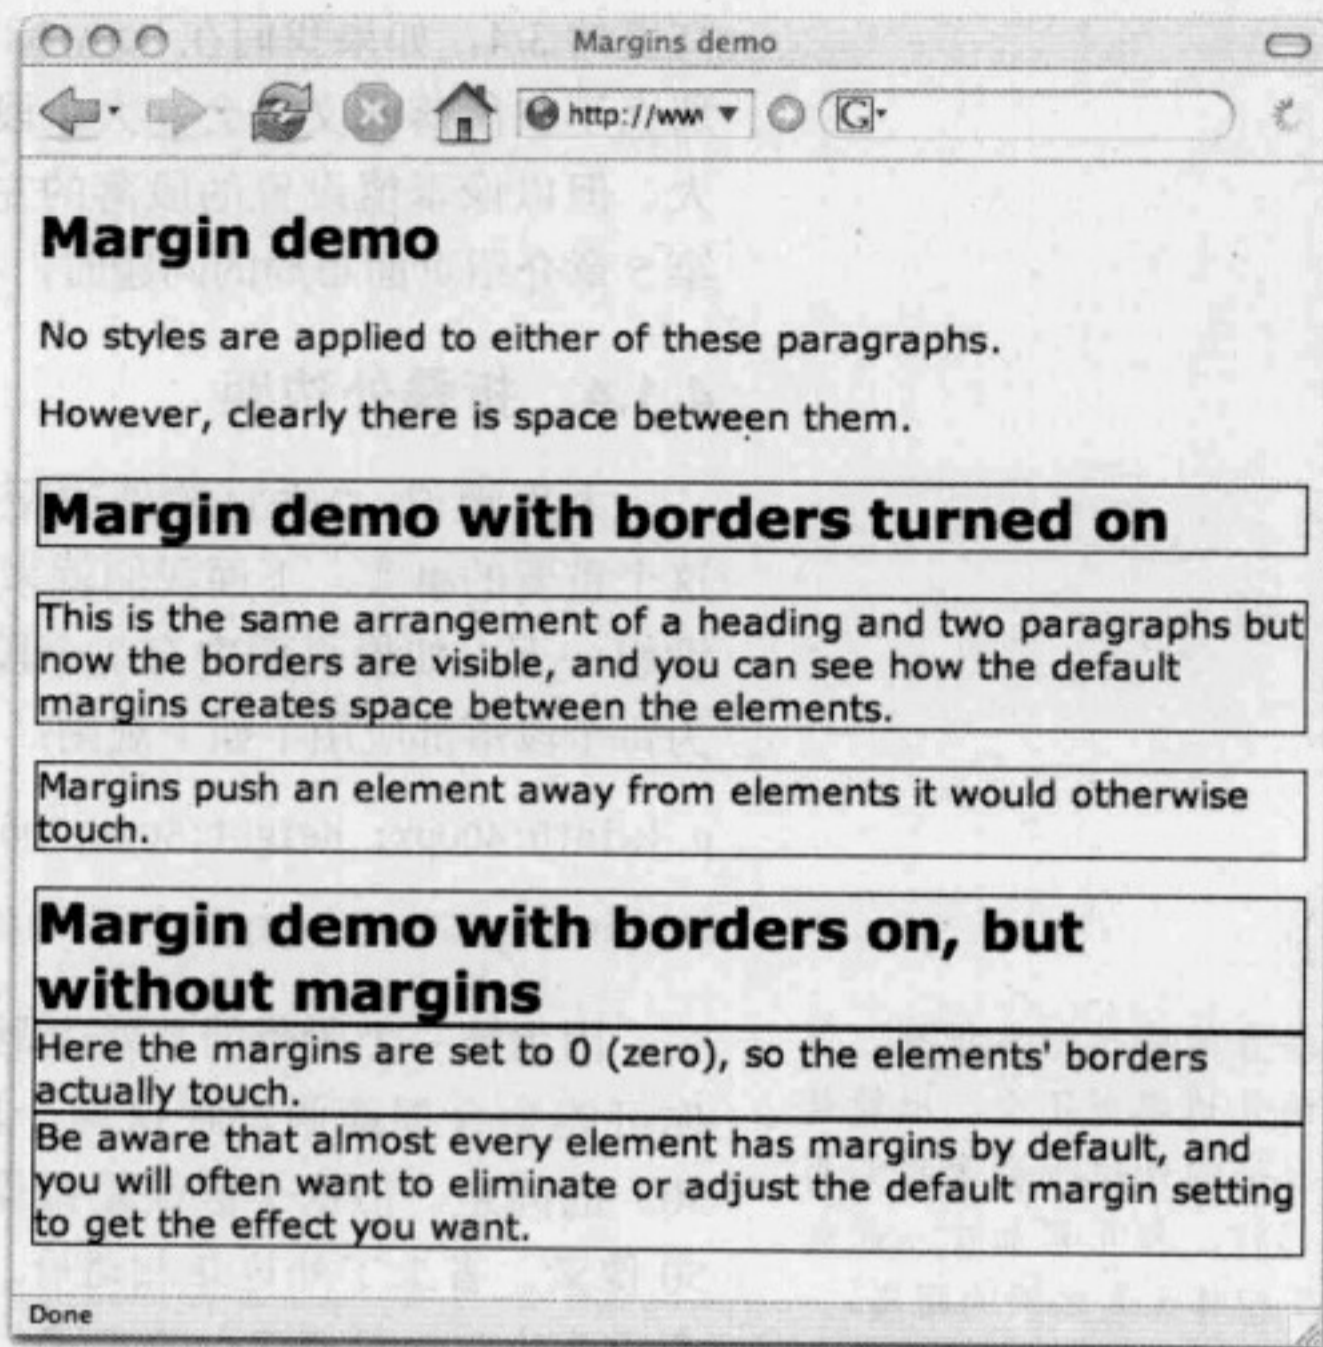 Margins demo
http://www
G
Margin demo
No styles are applied to either of these paragraphs.
However, clearly there is space between them.
Margin demo with borders turned on
This is the same arrangement of a heading and two paragraphs but
now the borders are visible, and you can see how the default
margins creates space between the elements.
Margins push an element away from elements it would otherwise
touch.
Margin demo with borders on, but
without margins
Here the margins are set to 0 (zero), so the elements' borders
actually touch.
Be aware that almost every element has margins by default, and
you will often want to eliminate or adjust the default margin setting
to get the effect you want.
Done